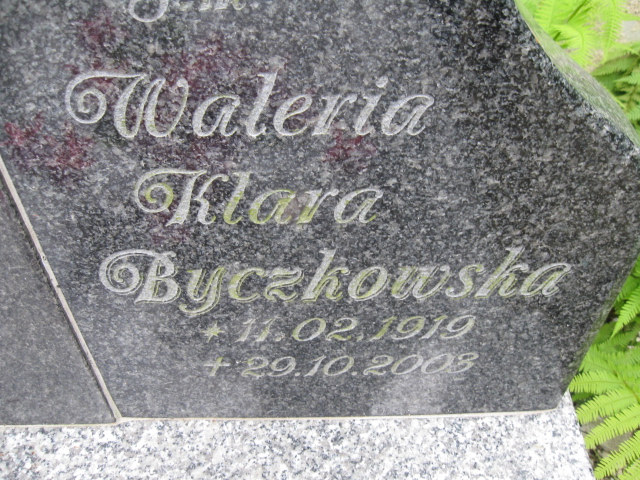 Waleria
Klara
Byczkowska
* 11.02.1919
+ 29.10.2003